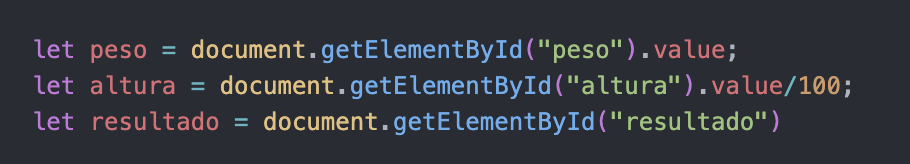 let peso = document.getElementById("peso").value;
let altura = document.getElementById("altura").value/100;
let resultado = document.getElementById("resultado")